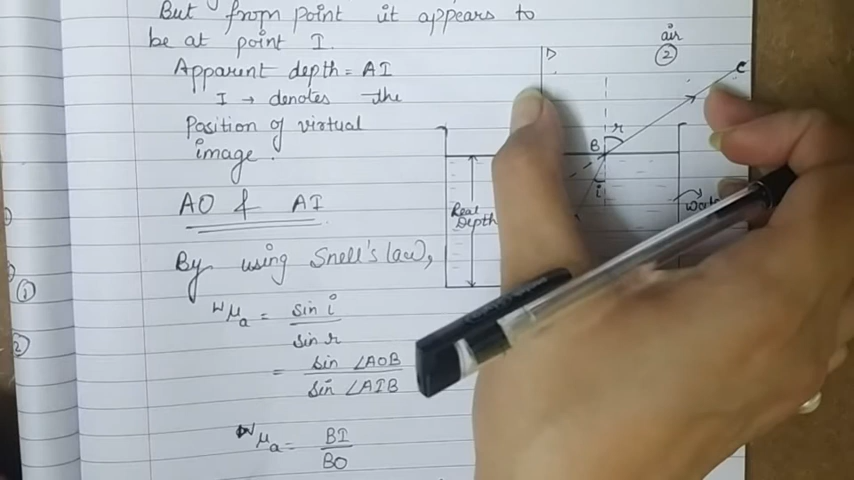 But from point it appears to
be at point I.
Apparent depth = AI
I → denotes the
Position of virtual
image.
AO & AI
By using Snell's law,
ʷμₐ = sin i / sin r
= sin ∠AOB / sin ∠AIB
ʷμₐ = BI / BO
D
air
②
C
r
B
i
Real
Depth
①
②